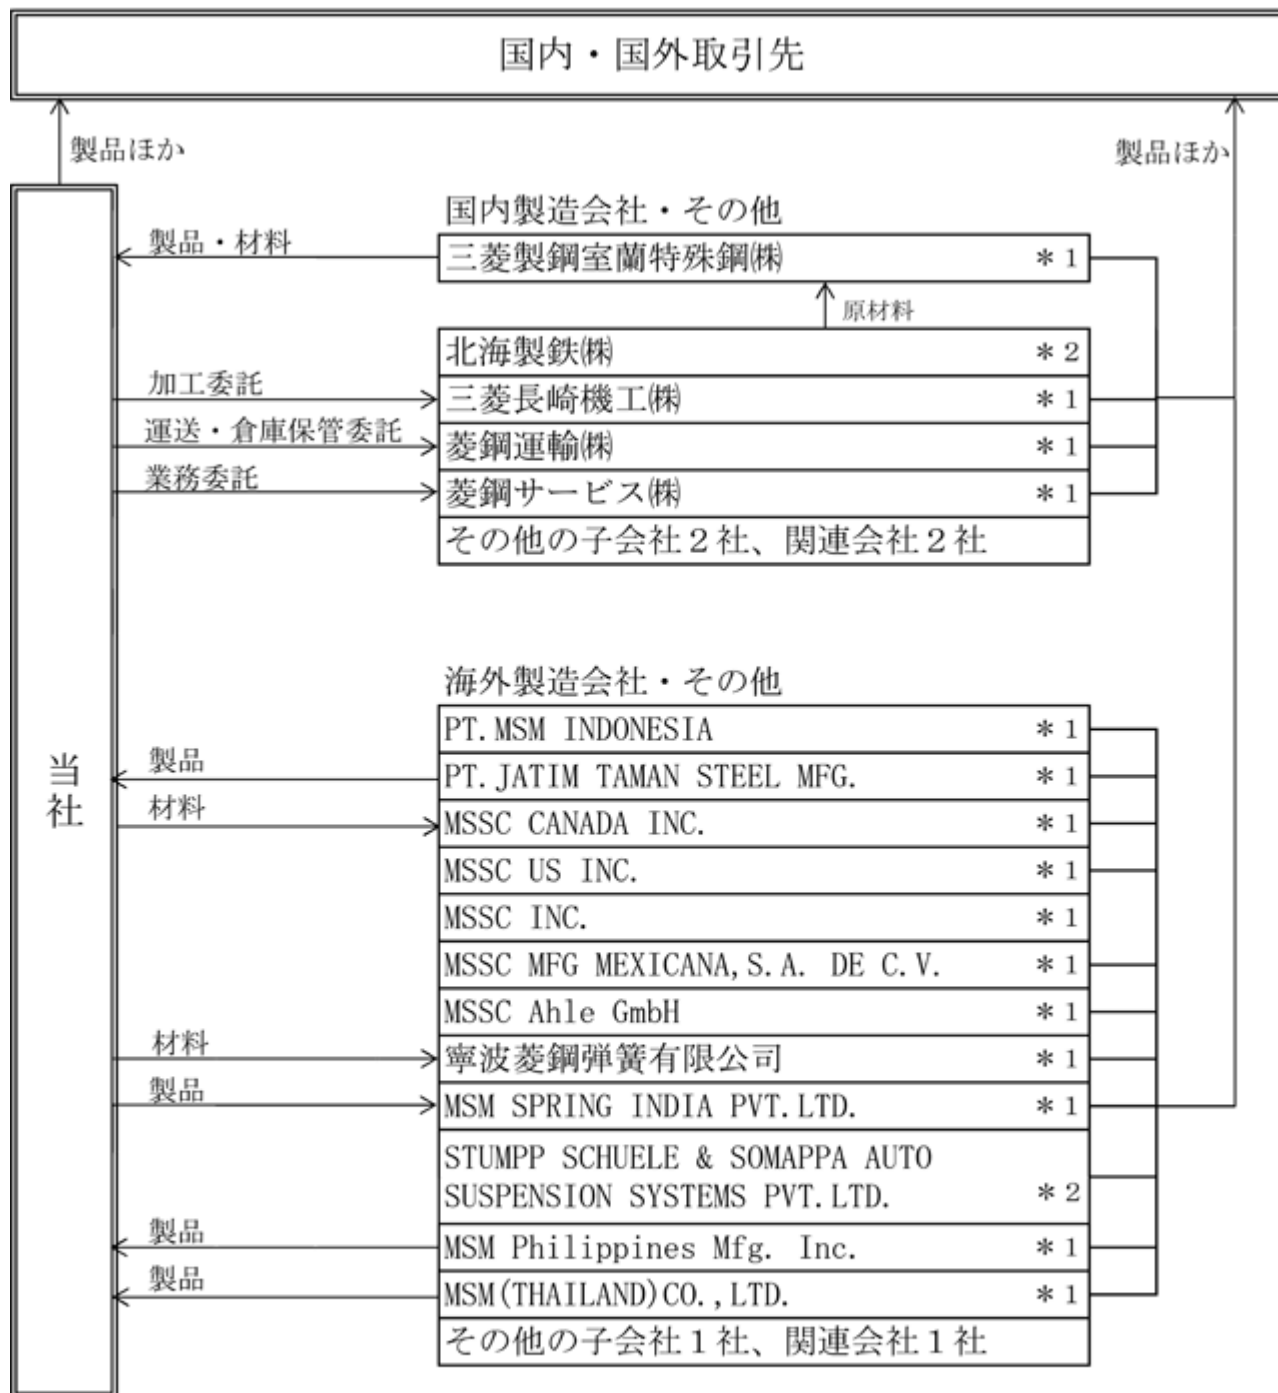 国内・国外取引先
製品ほか
製品ほか
国内製造会社・その他
製品・材料
三菱製鋼室蘭特殊鋼㈱ ＊1
原材料
北海製鉄㈱ ＊2
加工委託
三菱長崎機工㈱ ＊1
運送・倉庫保管委託
菱鋼運輸㈱ ＊1
業務委託
菱鋼サービス㈱ ＊1
その他の子会社２社、関連会社２社
当社
海外製造会社・その他
PT.MSM INDONESIA ＊1
製品
PT.JATIM TAMAN STEEL MFG. ＊1
材料
MSSC CANADA INC. ＊1
MSSC US INC. ＊1
MSSC INC. ＊1
MSSC MFG MEXICANA,S.A. DE C.V. ＊1
MSSC Ahle GmbH ＊1
材料
寧波菱鋼弾簧有限公司 ＊1
製品
MSM SPRING INDIA PVT.LTD. ＊1
STUMPP SCHUELE & SOMAPPA AUTO
SUSPENSION SYSTEMS PVT.LTD. ＊2
製品
MSM Philippines Mfg. Inc. ＊1
製品
MSM(THAILAND)CO.,LTD. ＊1
その他の子会社１社、関連会社１社